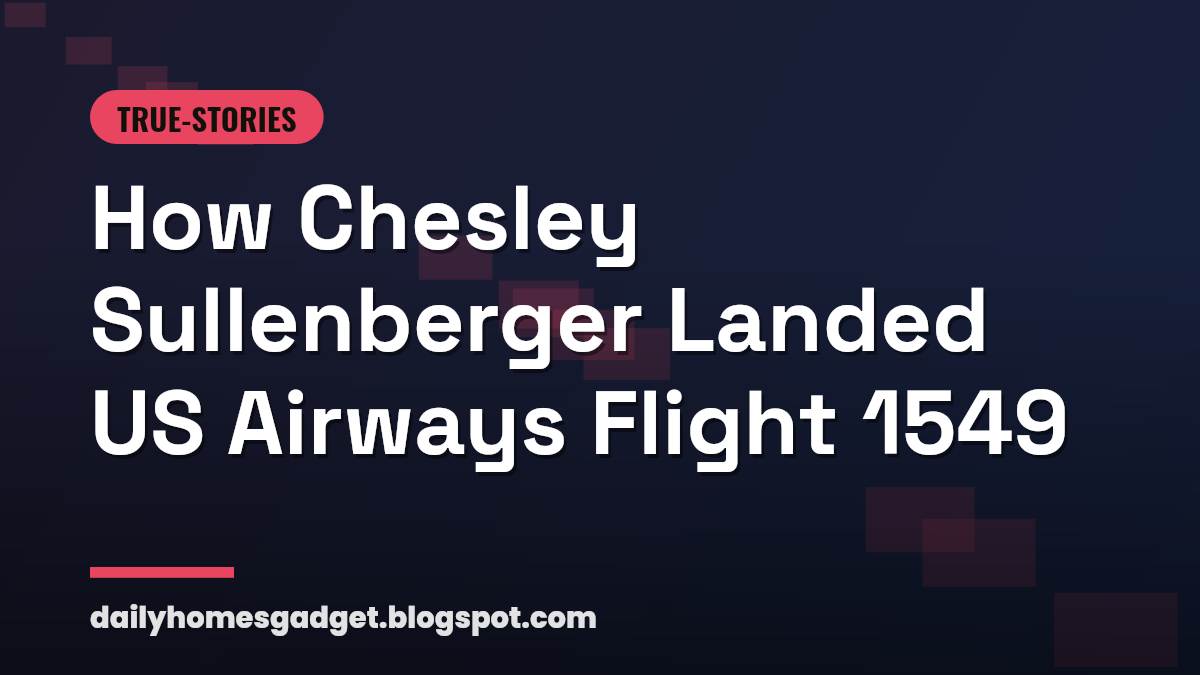 TRUE-STORIES
How Chesley
Sullenberger Landed
US Airways Flight 1549
dailyhomesgadget.blogspot.com